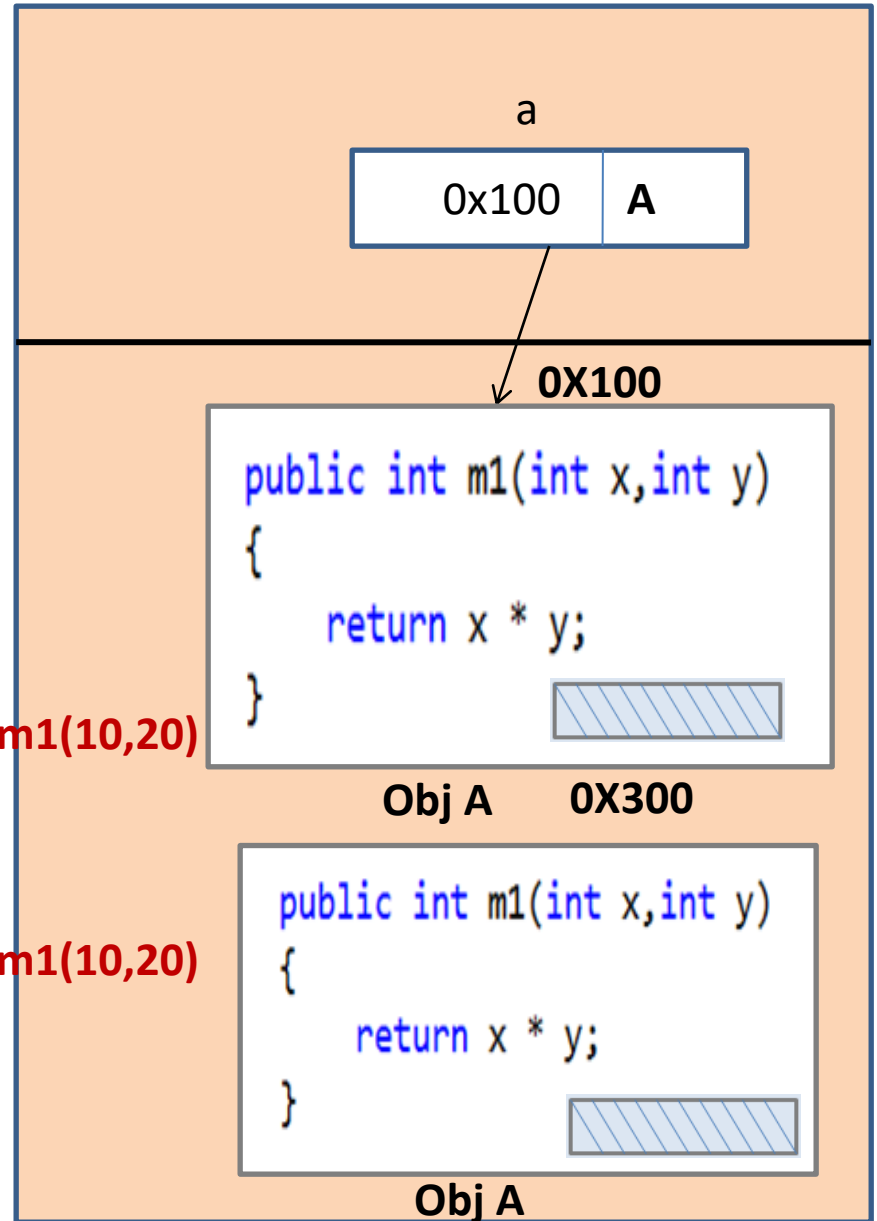 a
0x100 A
0X100
public int m1(int x,int y)
{
return x * y;
}
m1(10,20)
Obj A 0X300
public int m1(int x,int y)
m1(10,20)
{
return x * y;
}
Obj A